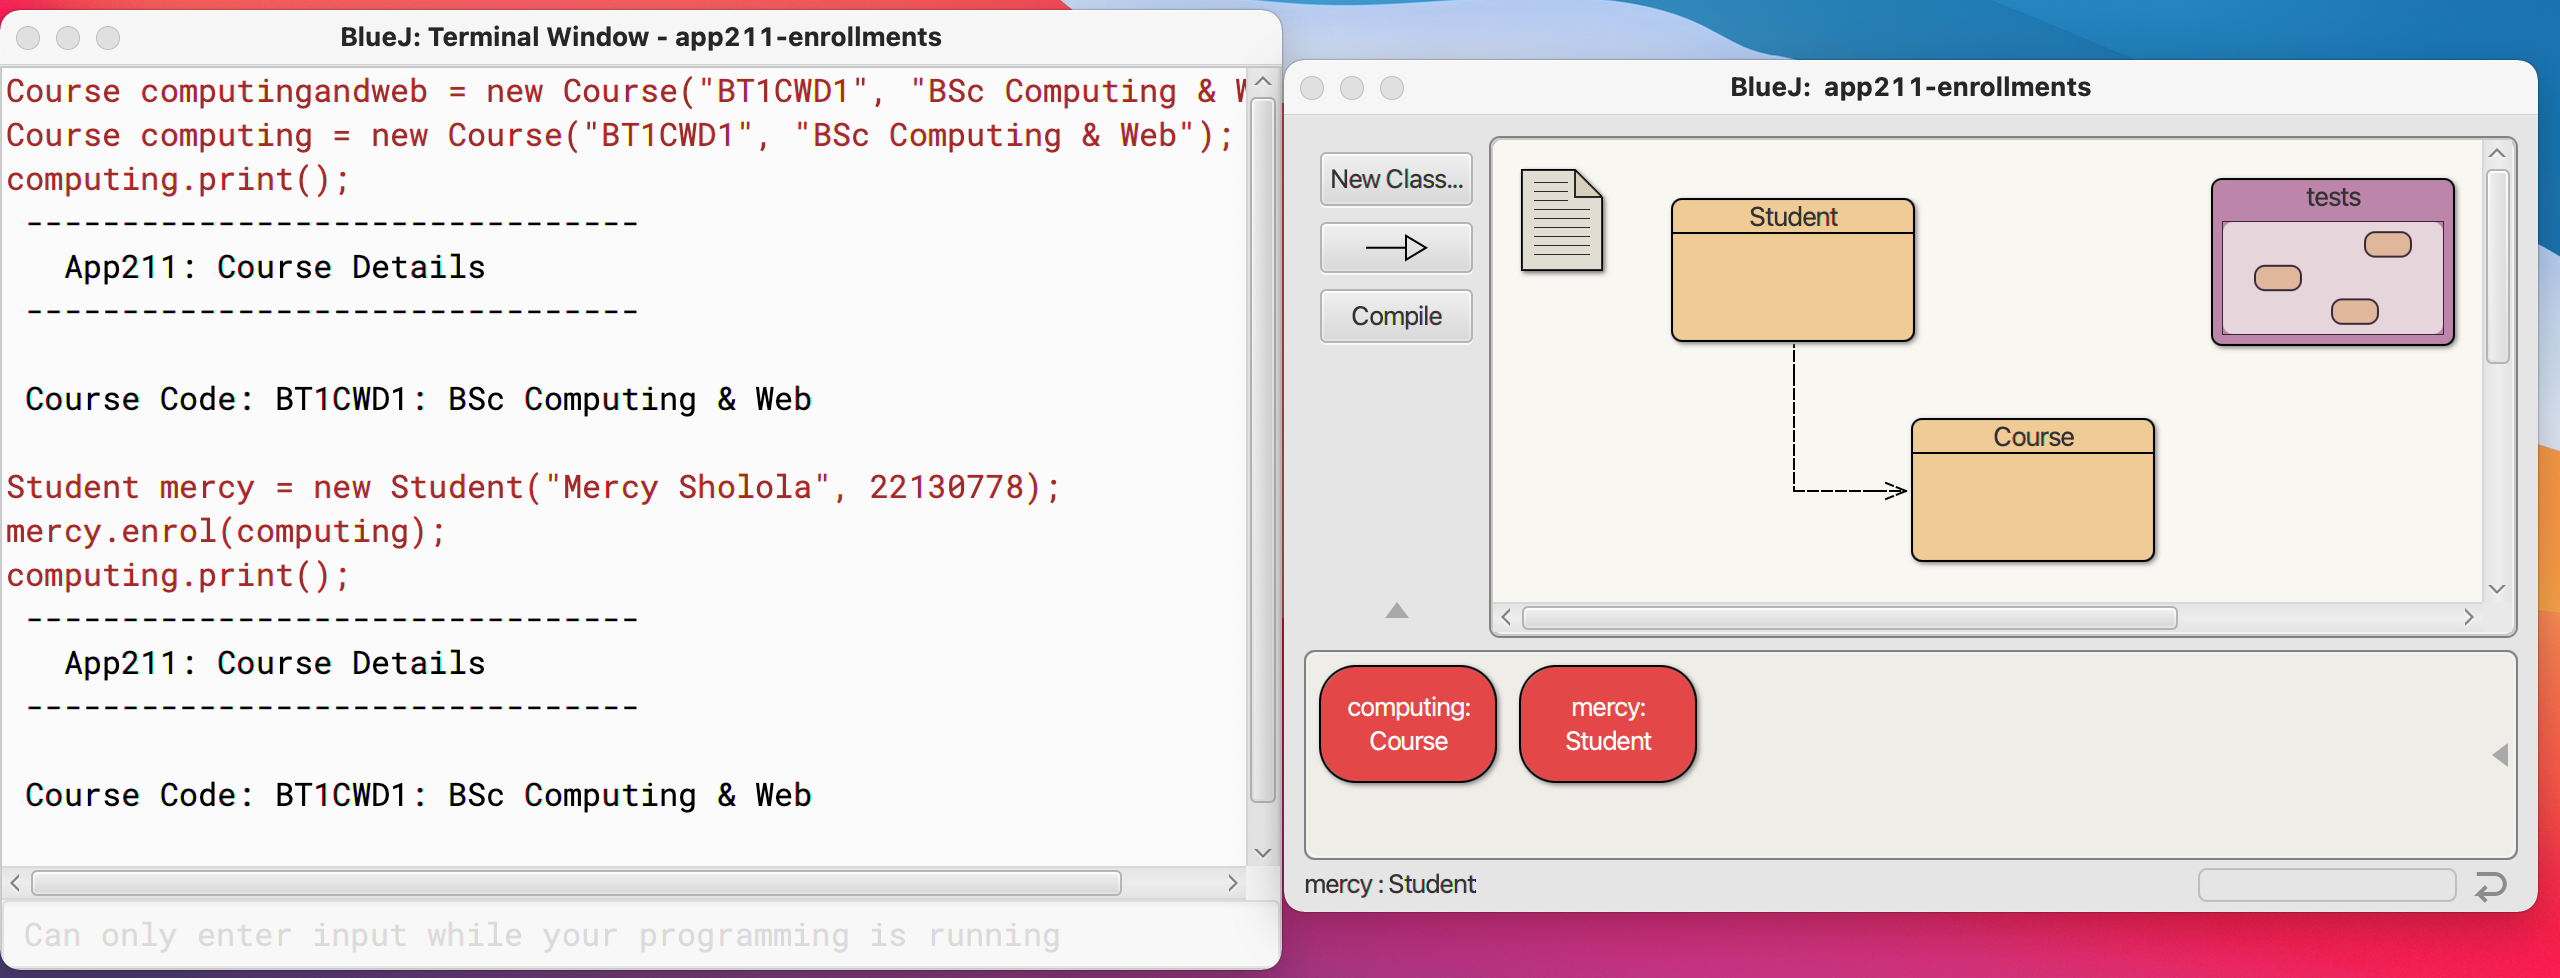 BlueJ: Terminal Window - app211-enrollments
Course computingandweb = new Course("BT1CWD1", "BSc Computing &
Course computing = new Course("BT1CWD1", "BSc Computing & Web");
computing.print();
--------------------------------
App211: Course Details
--------------------------------
Course Code: BT1CWD1: BSc Computing & Web
Student mercy = new Student("Mercy Sholola", 22130778);
mercy.enrol(computing);
computing.print();
--------------------------------
App211: Course Details
--------------------------------
Course Code: BT1CWD1: BSc Computing & Web
Can only enter input while your programming is running
BlueJ: app211-enrollments
New Class...
Compile
Student
tests
Course
computing:
Course
mercy:
Student
mercy : Student